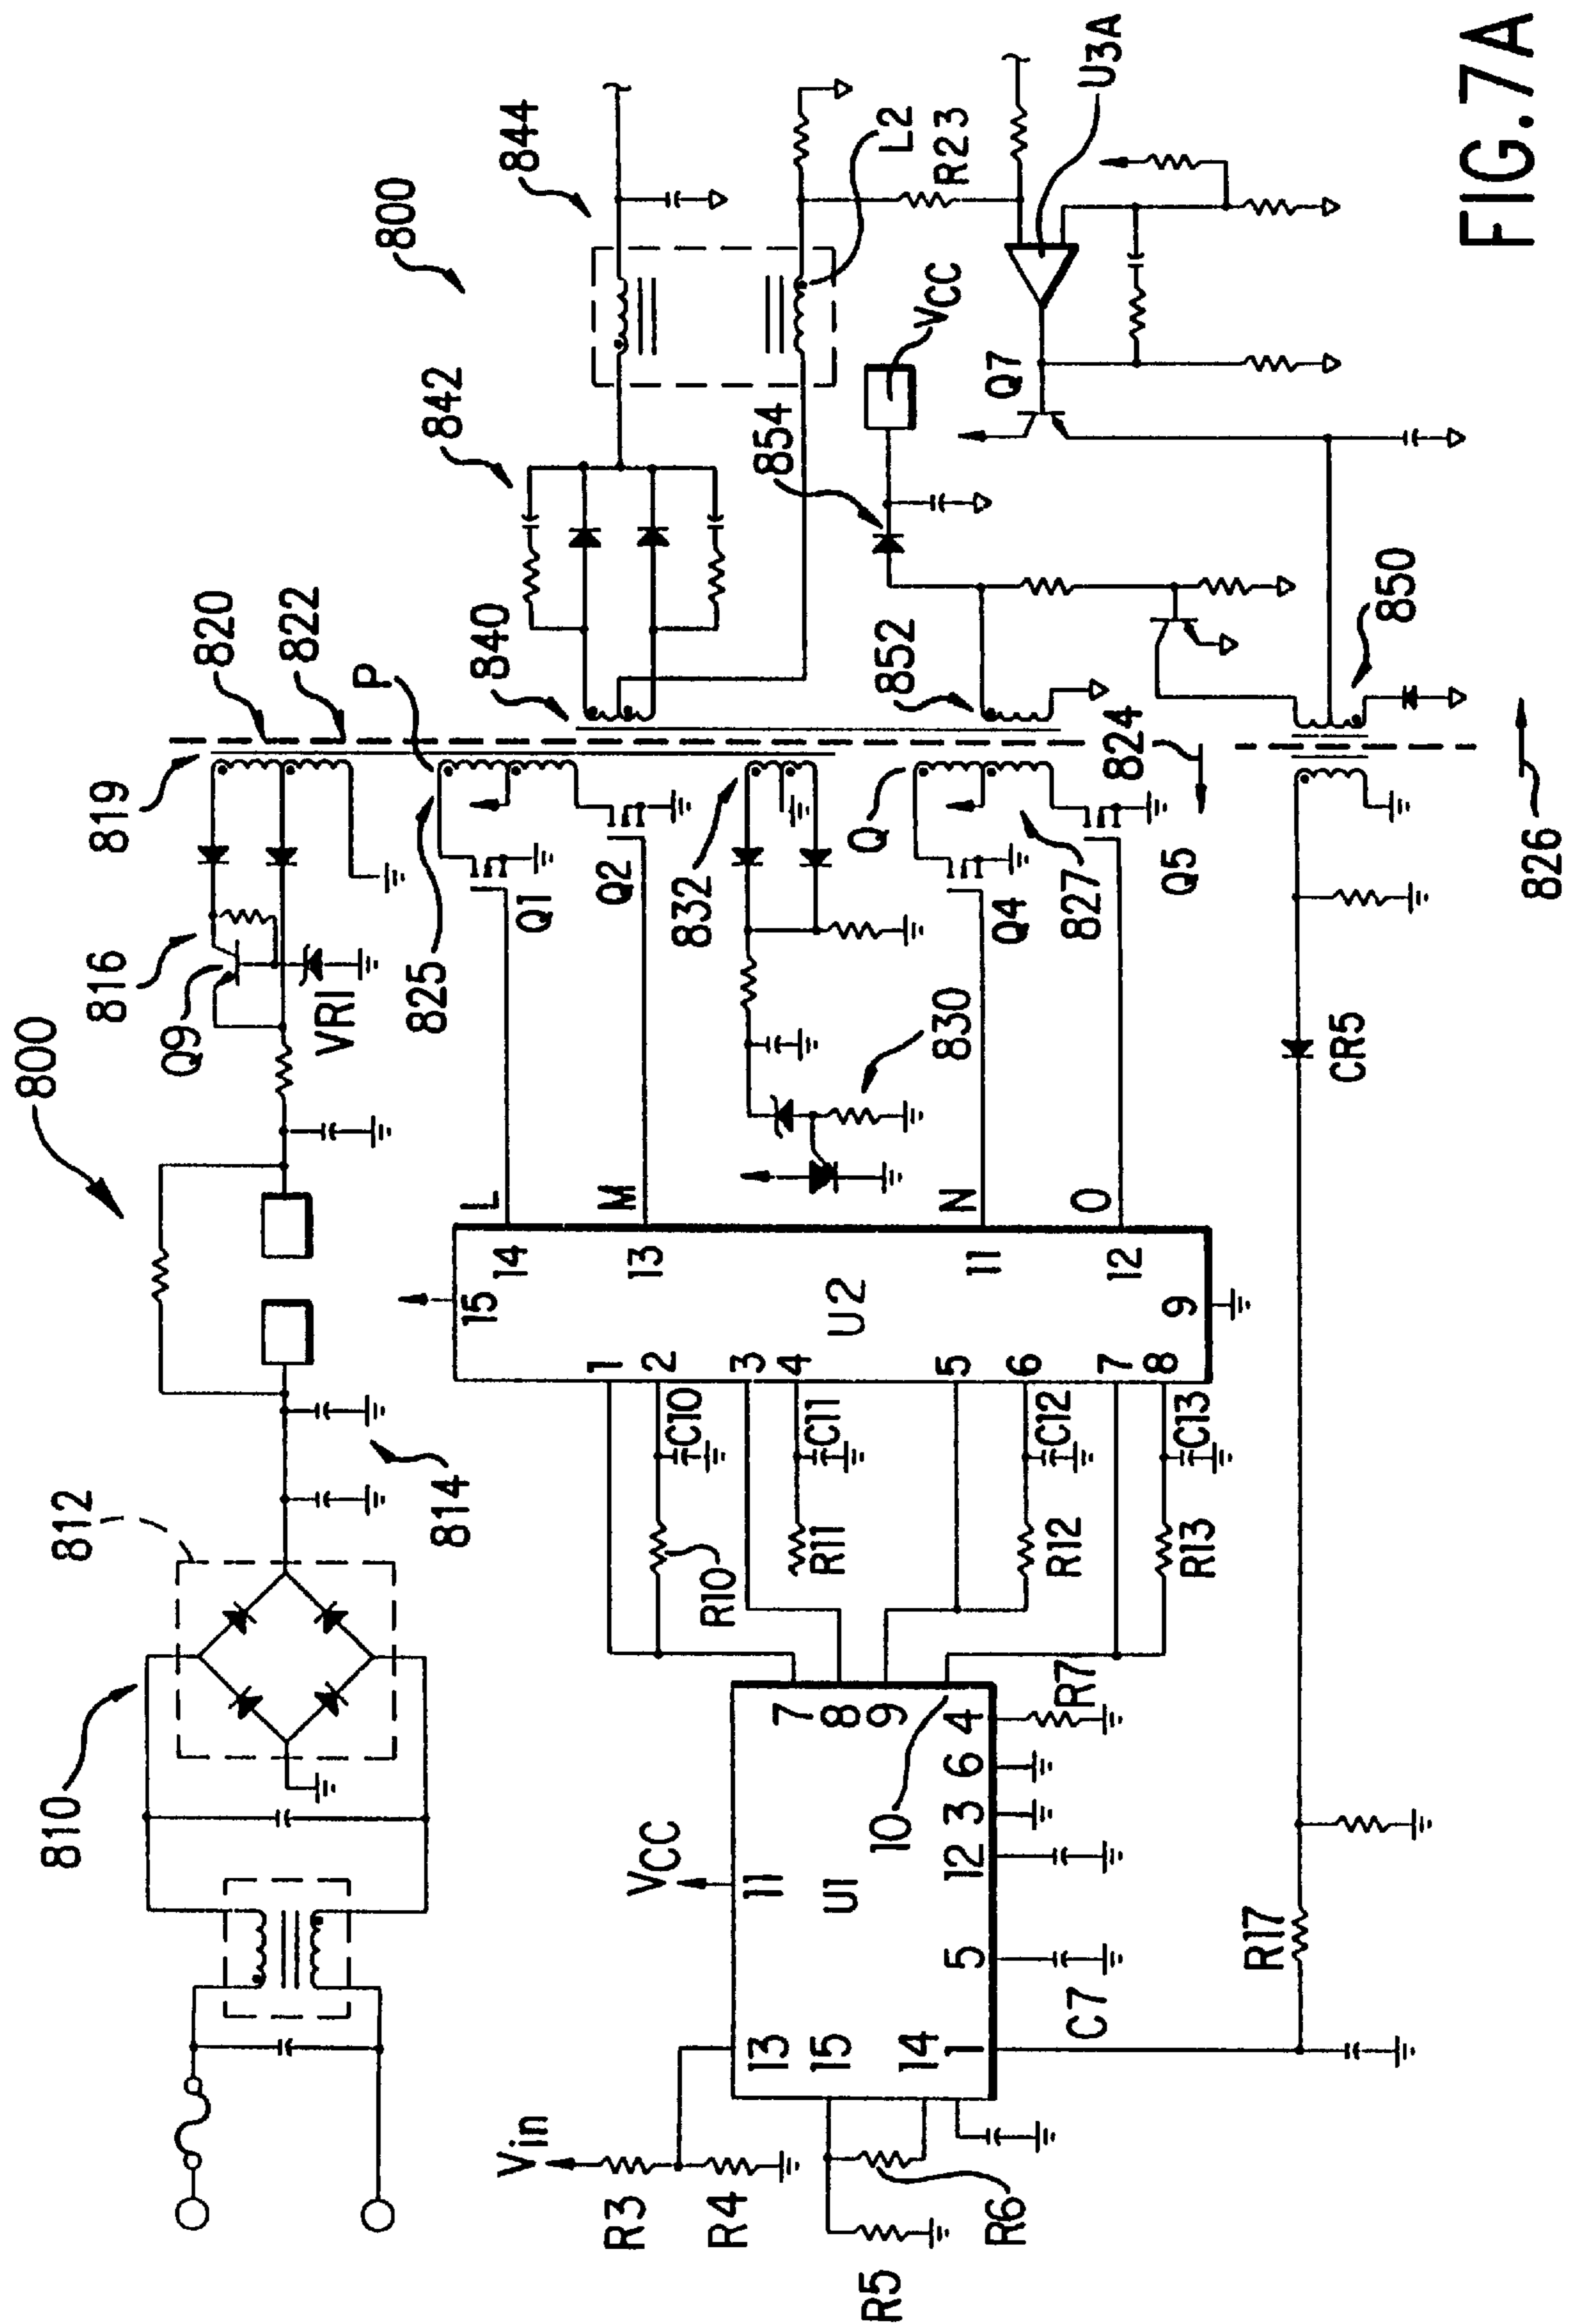 800
819
820
822
816
Q9
VR1
812
810
814
825
P
Q1
Q2
842
844
800
840
L2
R23
VCC
854
852
832
830
Q
Q4
827
824
Q5
Q7
U3A
850
826
CR5
L
M
N
O
15
14
13
11
12
U2
9
1
2
3
4
5
6
7
8
C10
C11
C12
C13
R10
R11
R12
R13
VCC
11
U1
7
8
9
10
4
6
3
12
5
1
14
15
13
R7
C7
R17
Vin
R3
R4
R5
R6
FIG.7A